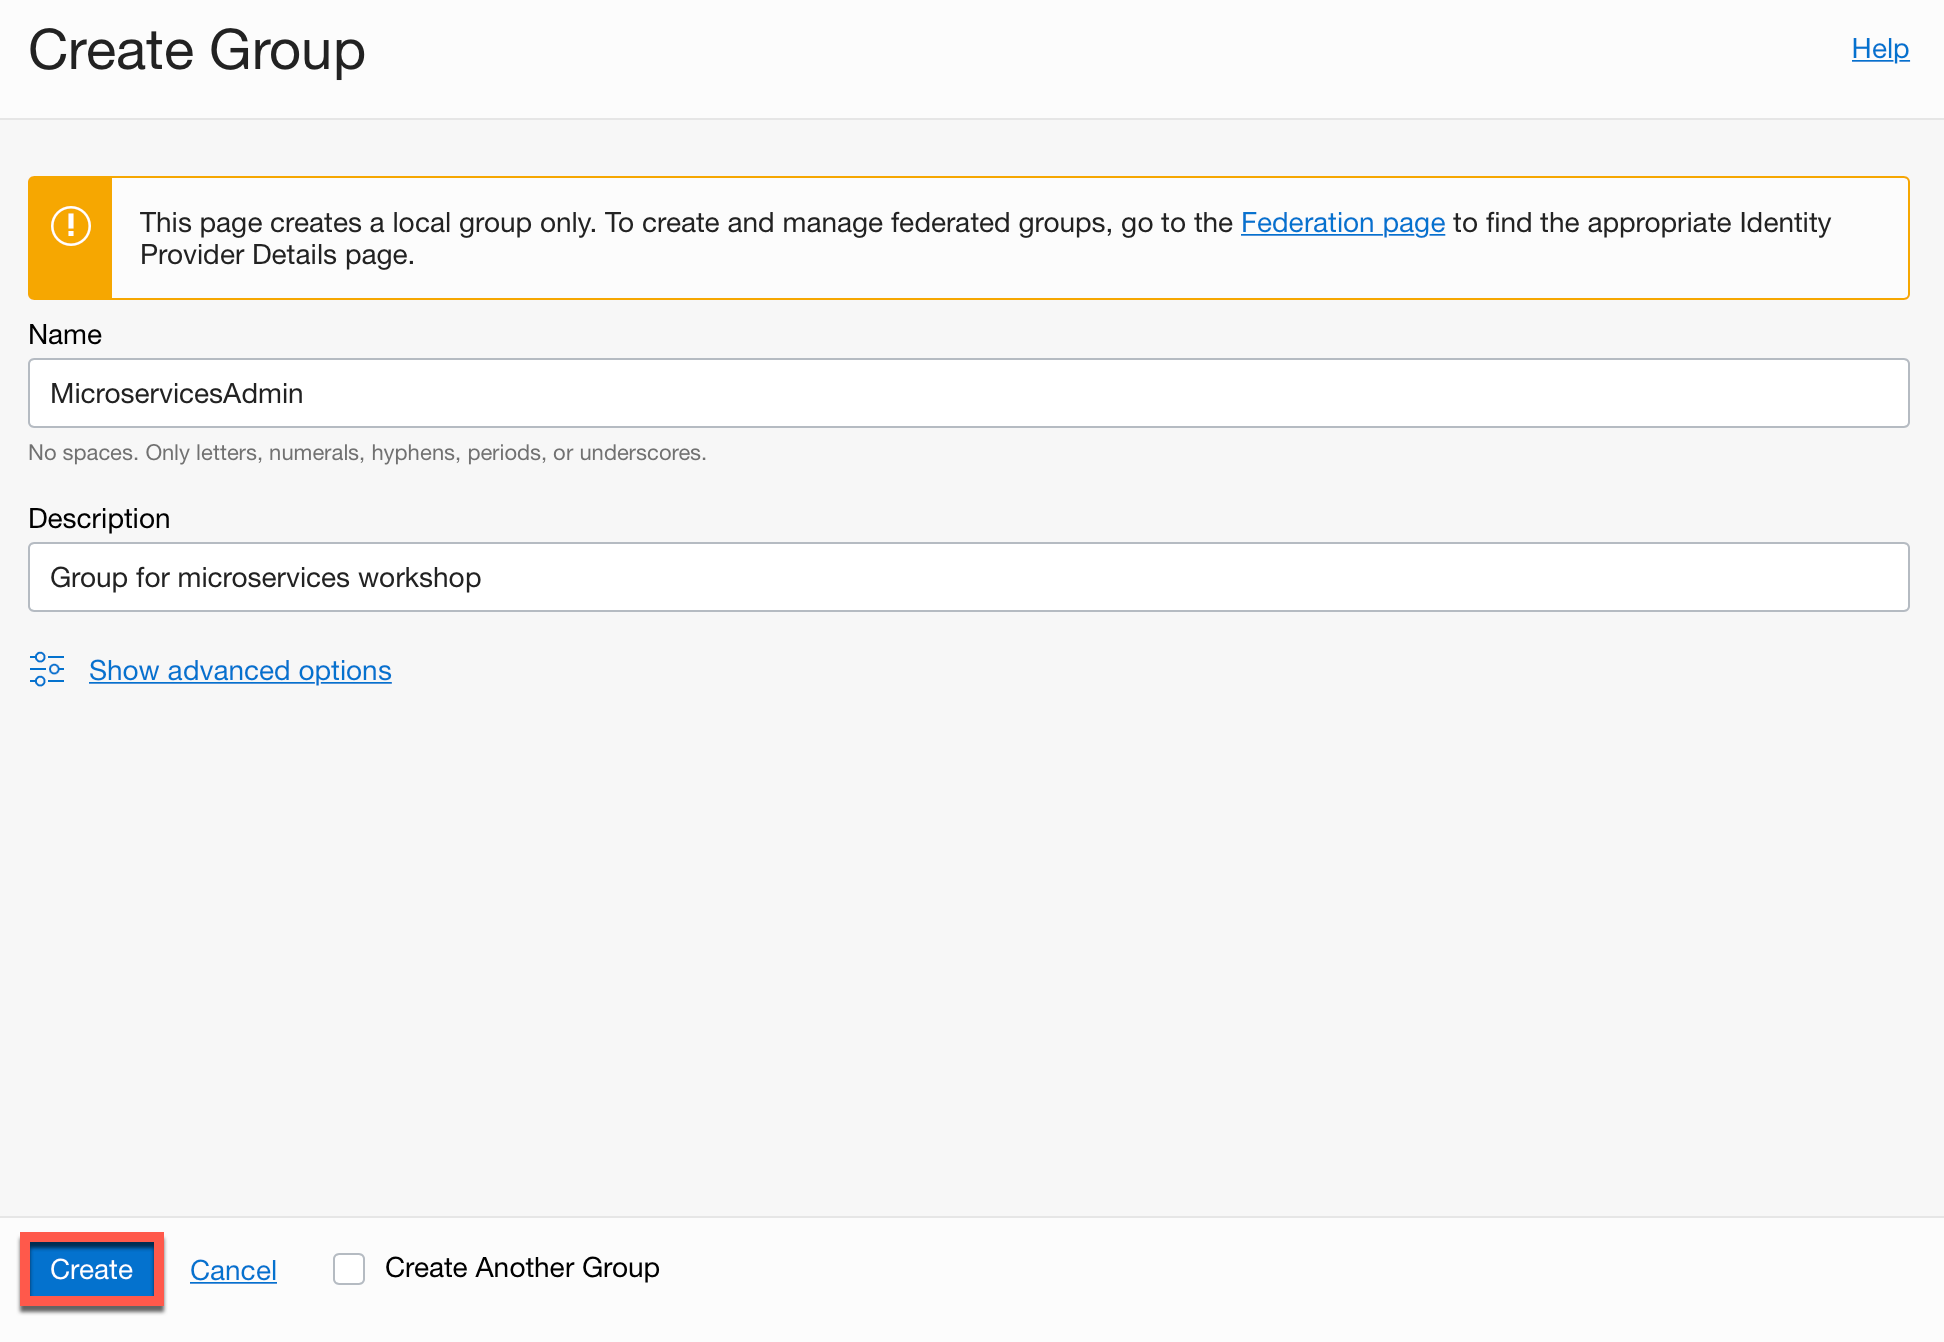 Create Group
Help
This page creates a local group only. To create and manage federated groups, go to the Federation page to find the appropriate Identity
Provider Details page.
Name
MicroservicesAdmin
No spaces. Only letters, numerals, hyphens, periods, or underscores.
Description
Group for microservices workshop
Show advanced options
Create
Cancel
Create Another Group